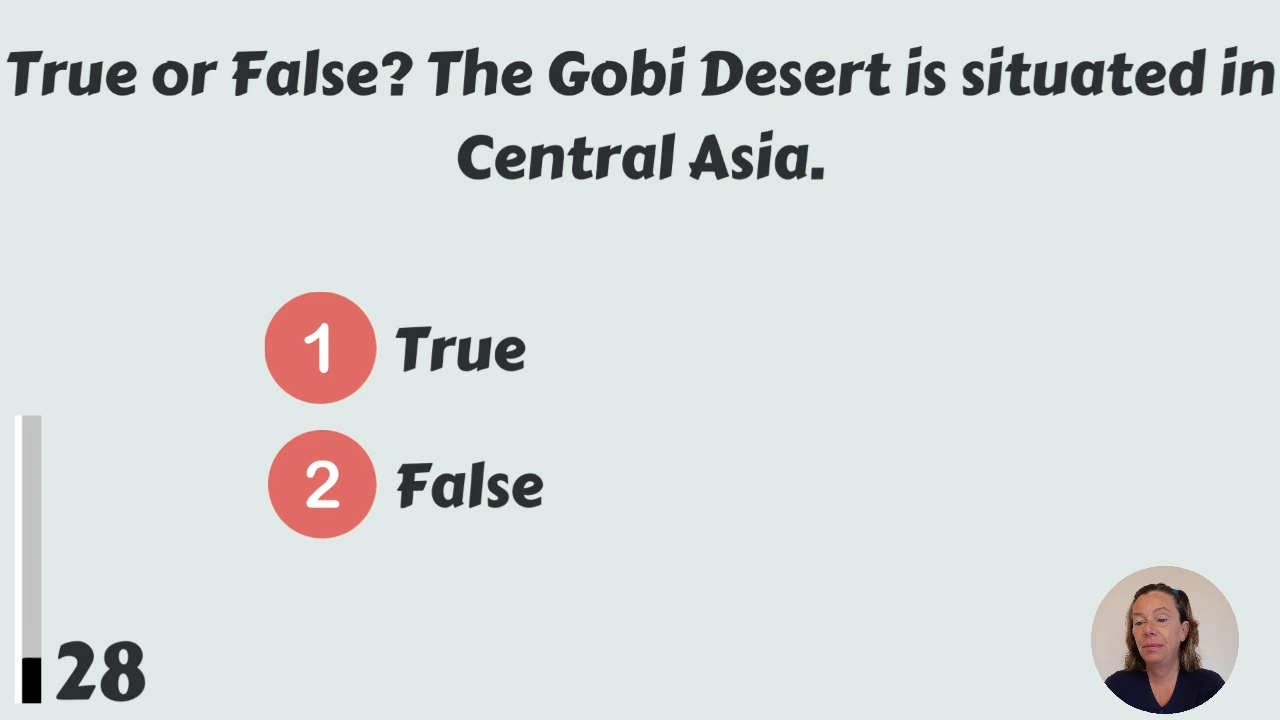 True or False? The Gobi Desert is situated in
Central Asia.
1 True
2 False
28